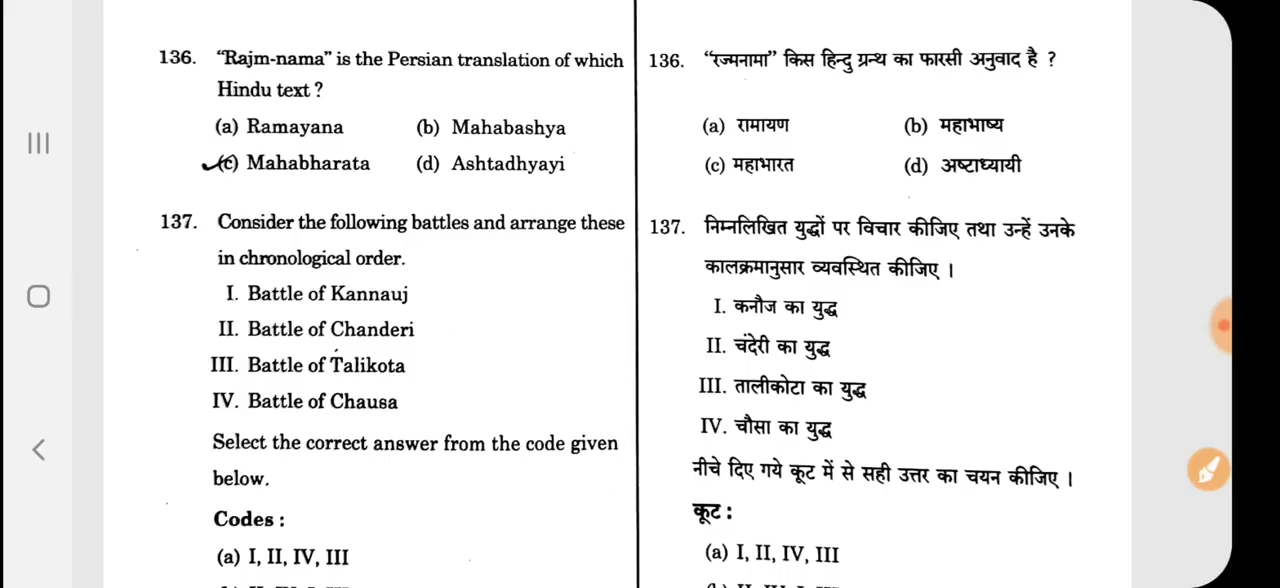 136. “Rajm-nama” is the Persian translation of which
Hindu text ?
(a) Ramayana (b) Mahabashya
(c) Mahabharata (d) Ashtadhyayi
137. Consider the following battles and arrange these
in chronological order.
I. Battle of Kannauj
II. Battle of Chanderi
III. Battle of Talikota
IV. Battle of Chausa
Select the correct answer from the code given
below.
Codes :
(a) I, II, IV, III
136. “रज्मनामा” किस हिन्दु ग्रन्थ का फारसी अनुवाद है ?
(a) रामायण (b) महाभाष्य
(c) महाभारत (d) अष्टाध्यायी
137. निम्नलिखित युद्धों पर विचार कीजिए तथा उन्हें उनके
कालक्रमानुसार व्यवस्थित कीजिए ।
I. कनौज का युद्ध
II. चंदेरी का युद्ध
III. तालीकोटा का युद्ध
IV. चौसा का युद्ध
नीचे दिए गये कूट में से सही उत्तर का चयन कीजिए ।
कूट :
(a) I, II, IV, III